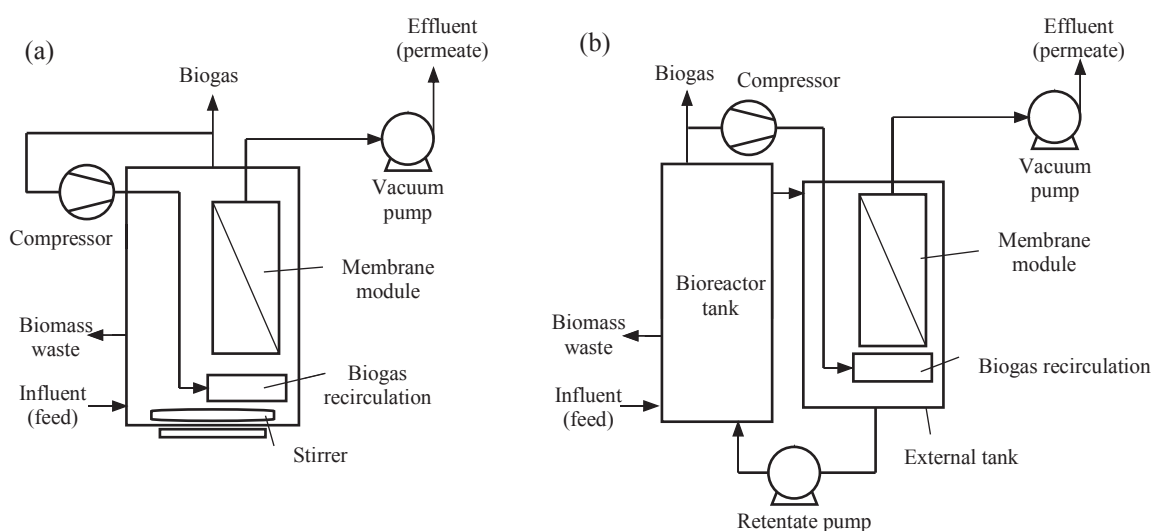 (a)
Effluent
(permeate)
Biogas
Vacuum
pump
Compressor
Membrane
module
Biomass
waste
Biogas
recirculation
Influent
(feed)
Stirrer
(b)
Effluent
(permeate)
Biogas
Compressor
Vacuum
pump
Membrane
module
Bioreactor
tank
Biomass
waste
Biogas recirculation
Influent
(feed)
External tank
Retentate pump